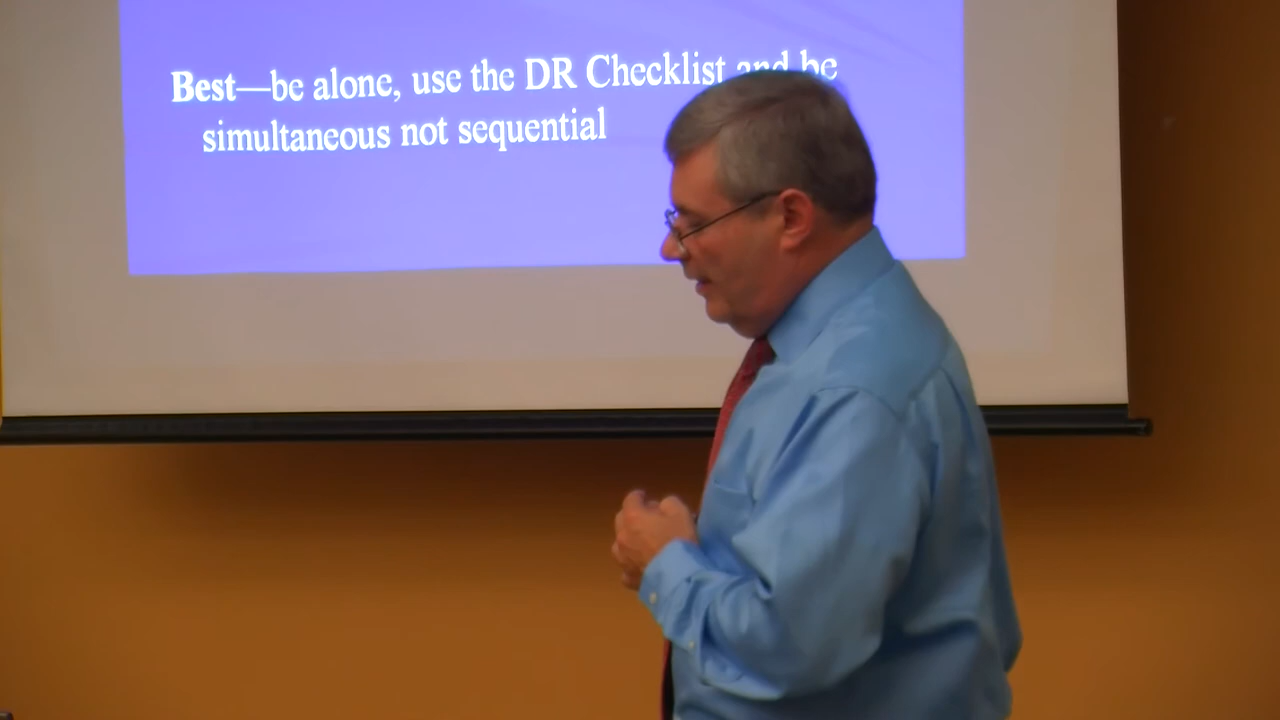 Best—be alone, use the DR Checklist and be
simultaneous not sequential